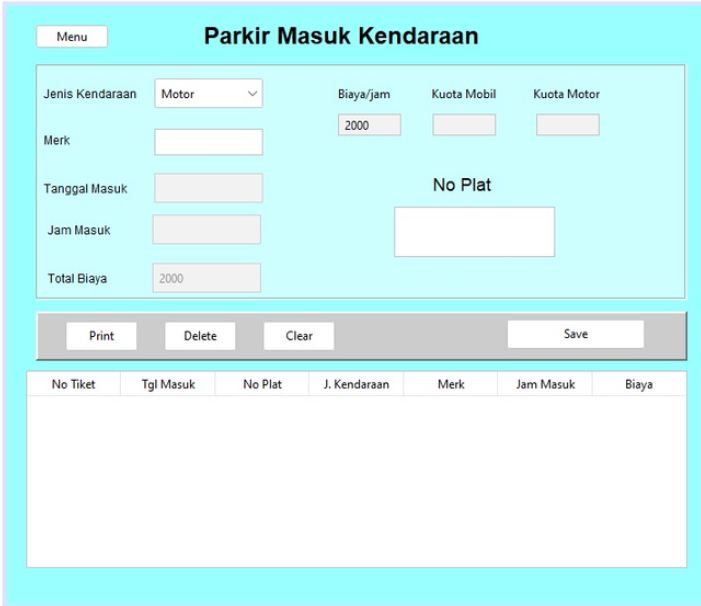 Menu
Parkir Masuk Kendaraan
Jenis Kendaraan
Motor
Biaya/jam
Kuota Mobil
Kuota Motor
2000
Merk
Tanggal Masuk
No Plat
Jam Masuk
Total Biaya
2000
Print
Delete
Clear
Save
No Tiket
Tgl Masuk
No Plat
J. Kendaraan
Merk
Jam Masuk
Biaya